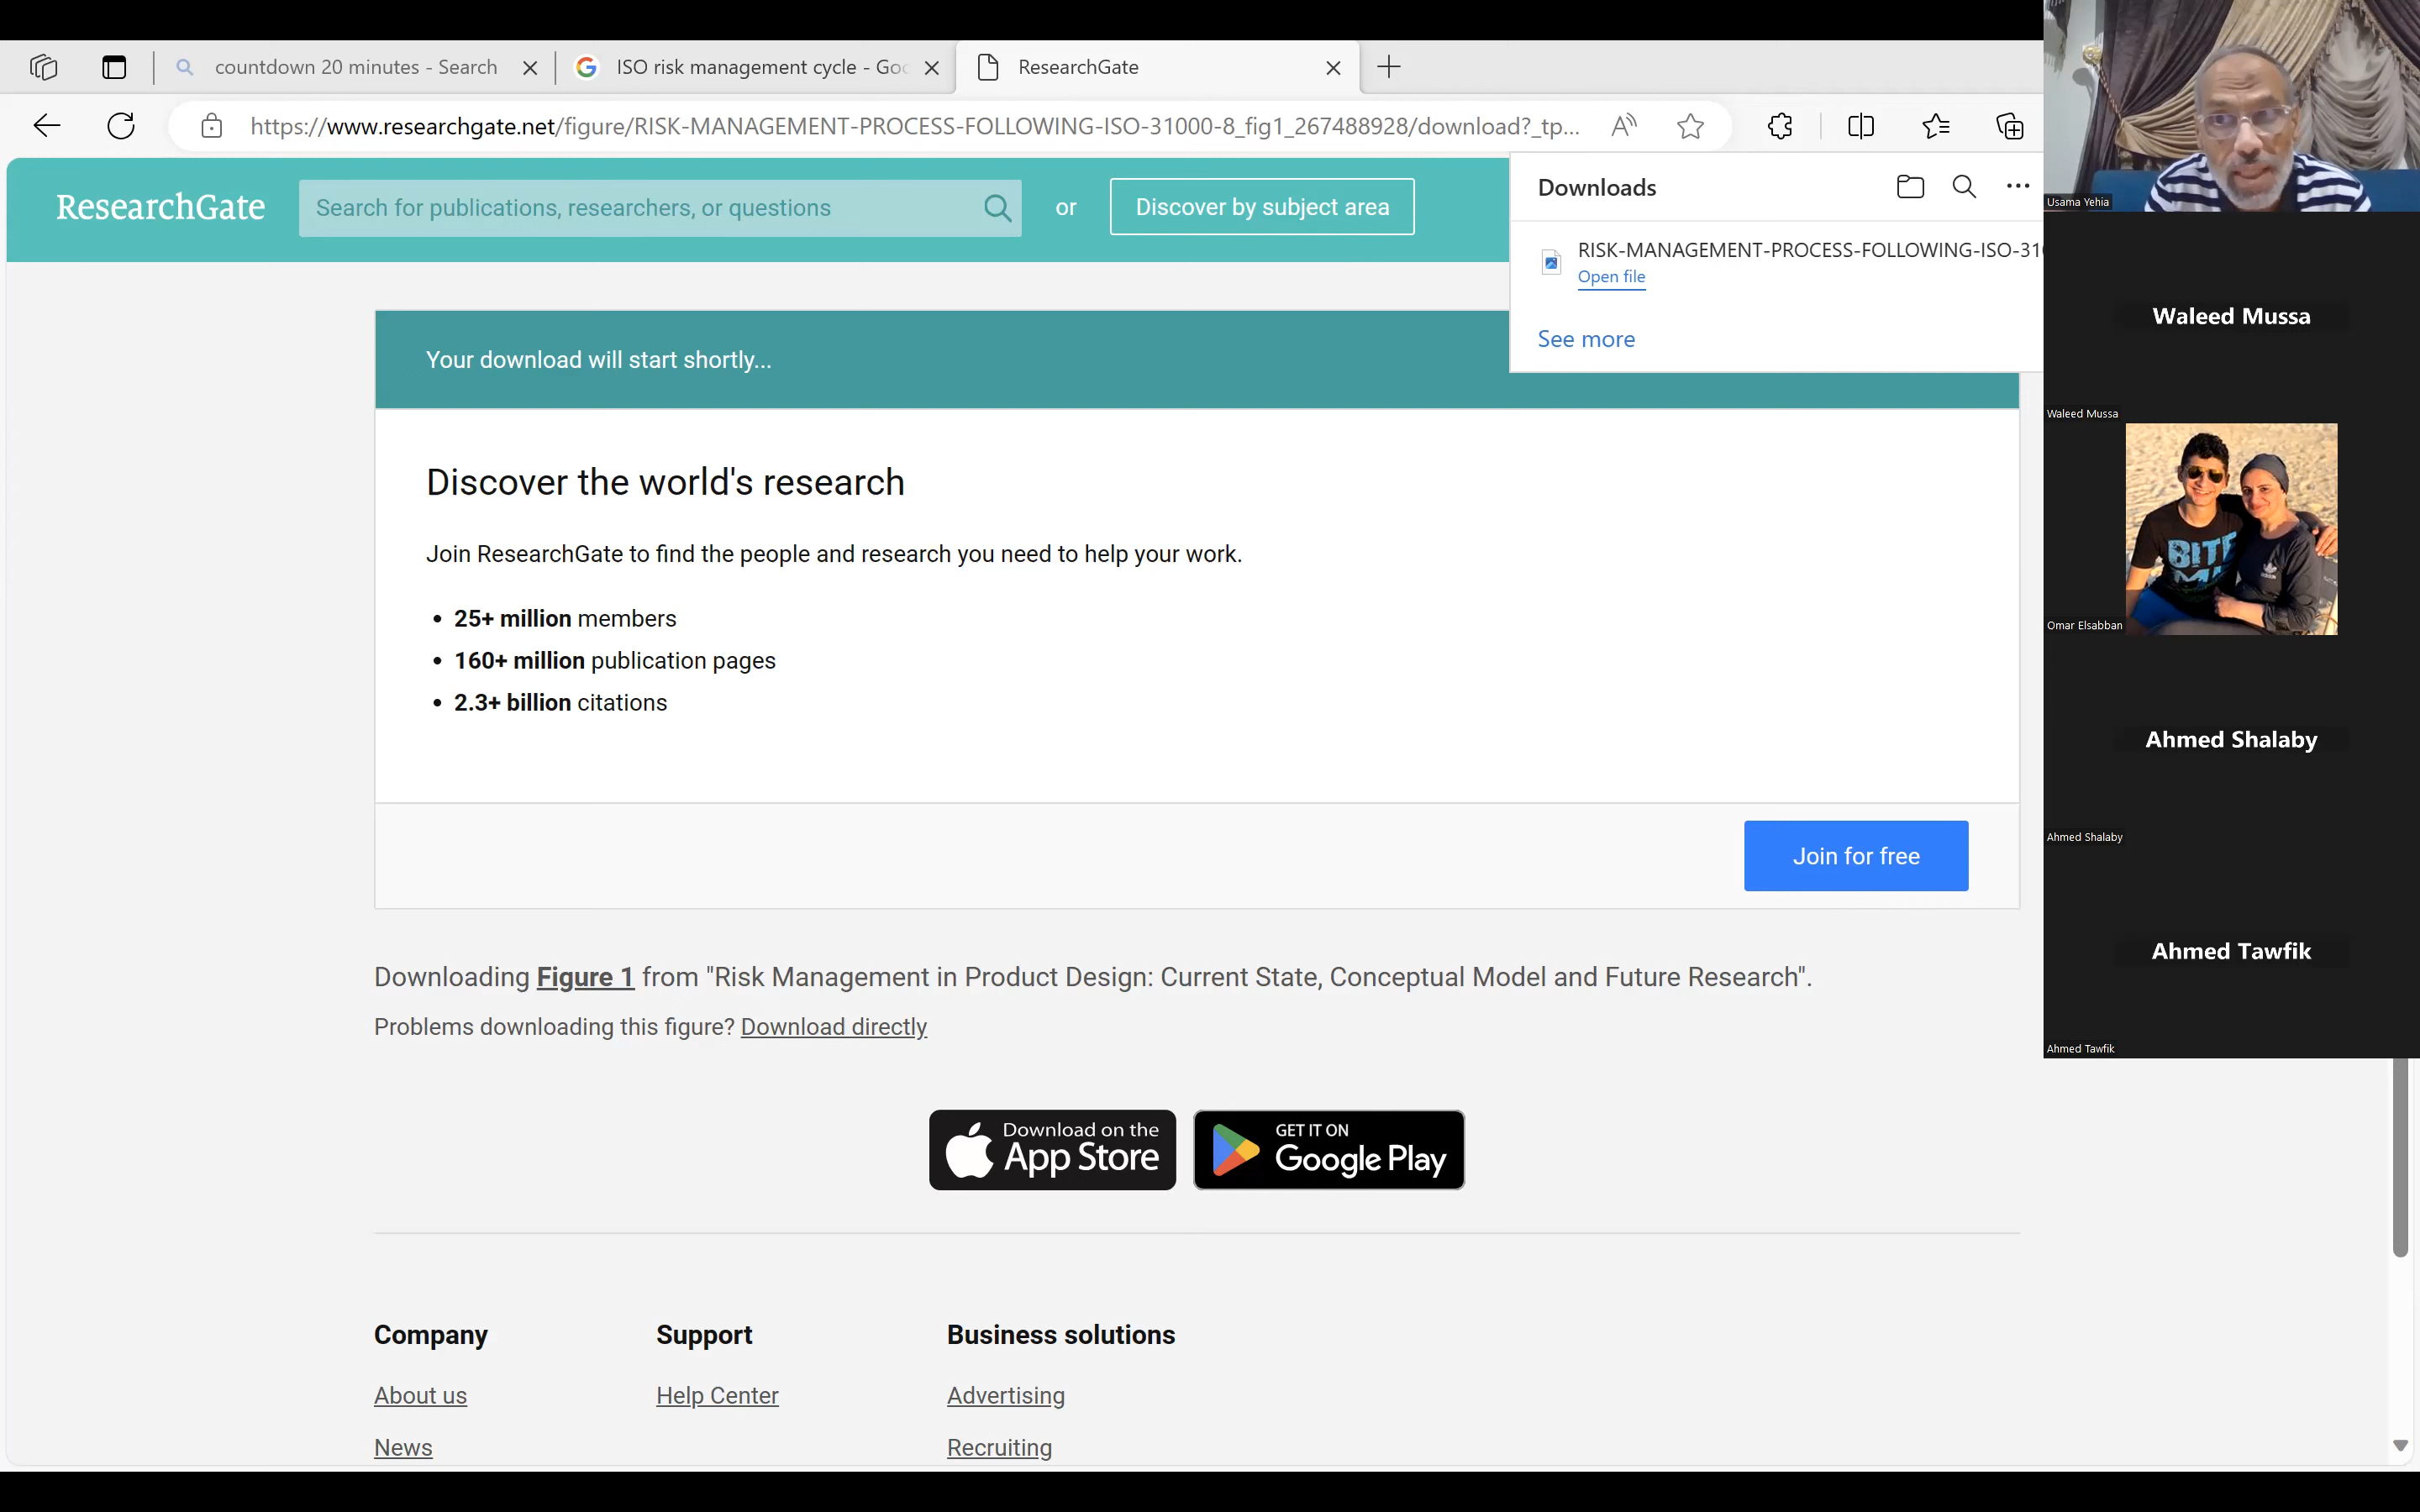 countdown 20 minutes - Search
ISO risk management cycle - Goo
ResearchGate
https://www.researchgate.net/figure/RISK-MANAGEMENT-PROCESS-FOLLOWING-ISO-31000-8_fig1_267488928/download?_tp...
ResearchGate
Search for publications, researchers, or questions
or
Discover by subject area
Downloads
RISK-MANAGEMENT-PROCESS-FOLLOWING-ISO-310
Open file
See more
Your download will start shortly...
Discover the world's research
Join ResearchGate to find the people and research you need to help your work.
• 25+ million members
• 160+ million publication pages
• 2.3+ billion citations
Join for free
Downloading Figure 1 from "Risk Management in Product Design: Current State, Conceptual Model and Future Research".
Problems downloading this figure? Download directly
Download on the
App Store
GET IT ON
Google Play
Company
Support
Business solutions
About us
Help Center
Advertising
News
Recruiting
Usama Yehia
Waleed Mussa
Waleed Mussa
BITE
Omar Elsabban
Ahmed Shalaby
Ahmed Shalaby
Ahmed Tawfik
Ahmed Tawfik